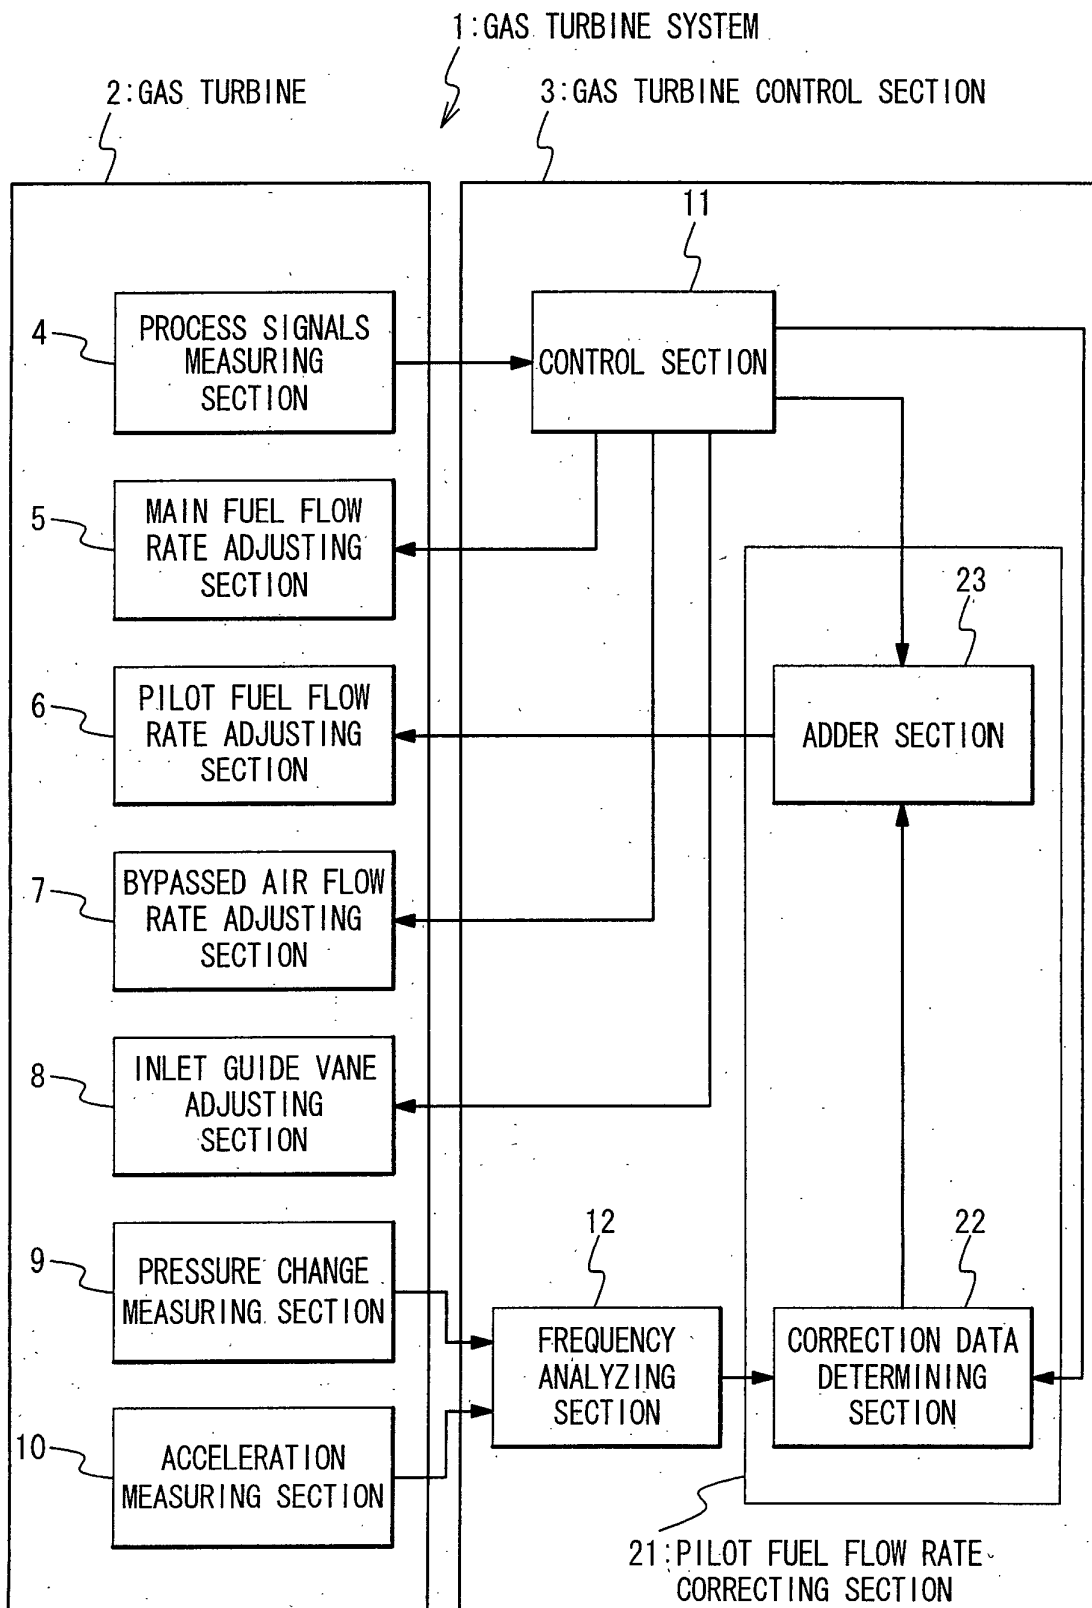 1:GAS TURBINE SYSTEM
2:GAS TURBINE
3:GAS TURBINE CONTROL SECTION
11
4
PROCESS SIGNALS
MEASURING
SECTION
CONTROL SECTION
5
MAIN FUEL FLOW
RATE ADJUSTING
SECTION
23
6
PILOT FUEL FLOW
RATE ADJUSTING
SECTION
ADDER SECTION
7
BYPASSED AIR FLOW
RATE ADJUSTING
SECTION
8
INLET GUIDE VANE
ADJUSTING
SECTION
12
22
9
PRESSURE CHANGE
MEASURING SECTION
FREQUENCY
ANALYZING
SECTION
CORRECTION DATA
DETERMINING
SECTION
10
ACCELERATION
MEASURING SECTION
21:PILOT FUEL FLOW RATE
CORRECTING SECTION